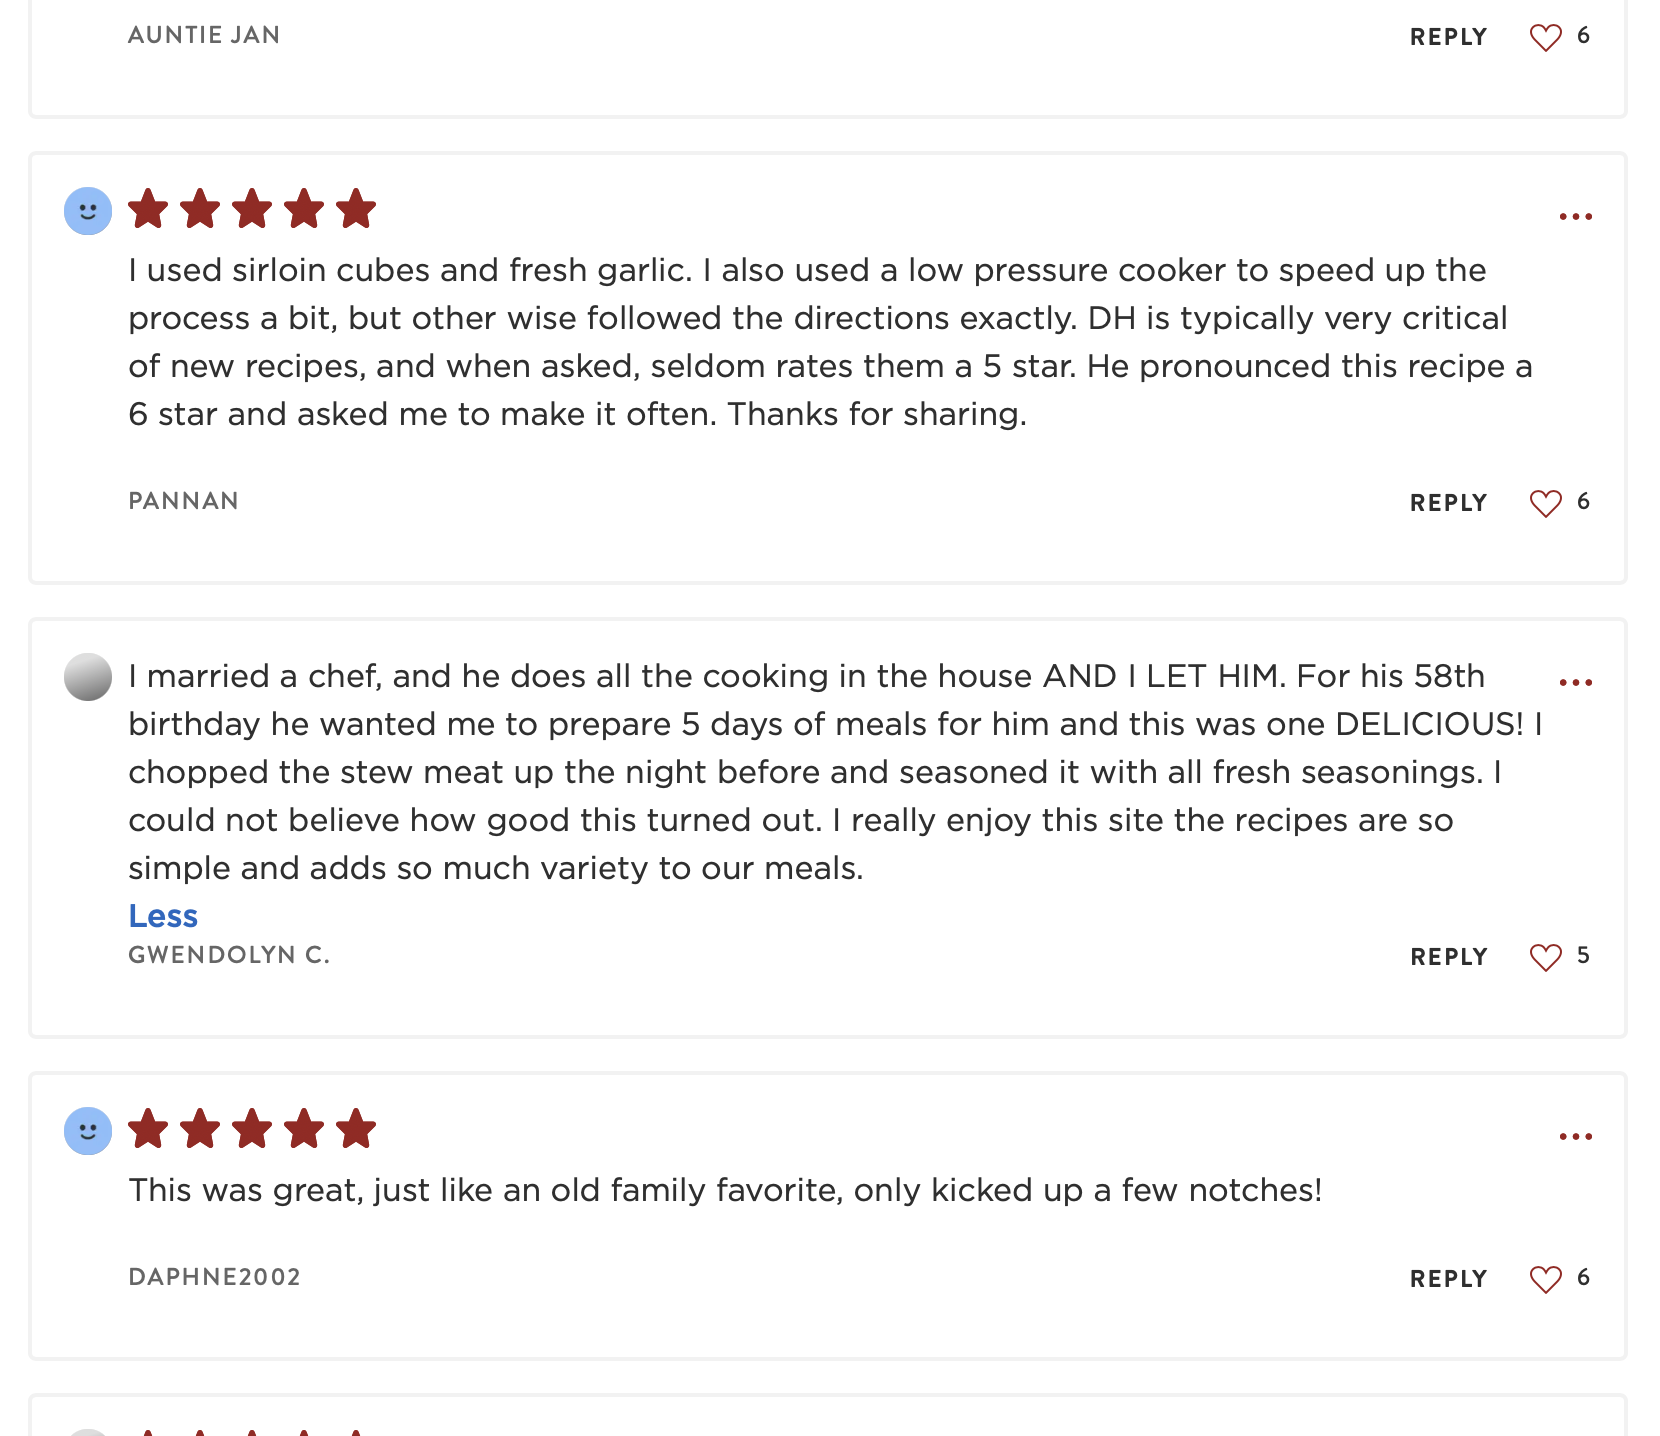 AUNTIE JAN
REPLY 6
I used sirloin cubes and fresh garlic. I also used a low pressure cooker to speed up the
process a bit, but other wise followed the directions exactly. DH is typically very critical
of new recipes, and when asked, seldom rates them a 5 star. He pronounced this recipe a
6 star and asked me to make it often. Thanks for sharing.
PANNAN
REPLY 6
I married a chef, and he does all the cooking in the house AND I LET HIM. For his 58th
birthday he wanted me to prepare 5 days of meals for him and this was one DELICIOUS! I
chopped the stew meat up the night before and seasoned it with all fresh seasonings. I
could not believe how good this turned out. I really enjoy this site the recipes are so
simple and adds so much variety to our meals.
Less
GWENDOLYN C.
REPLY 5
This was great, just like an old family favorite, only kicked up a few notches!
DAPHNE2002
REPLY 6